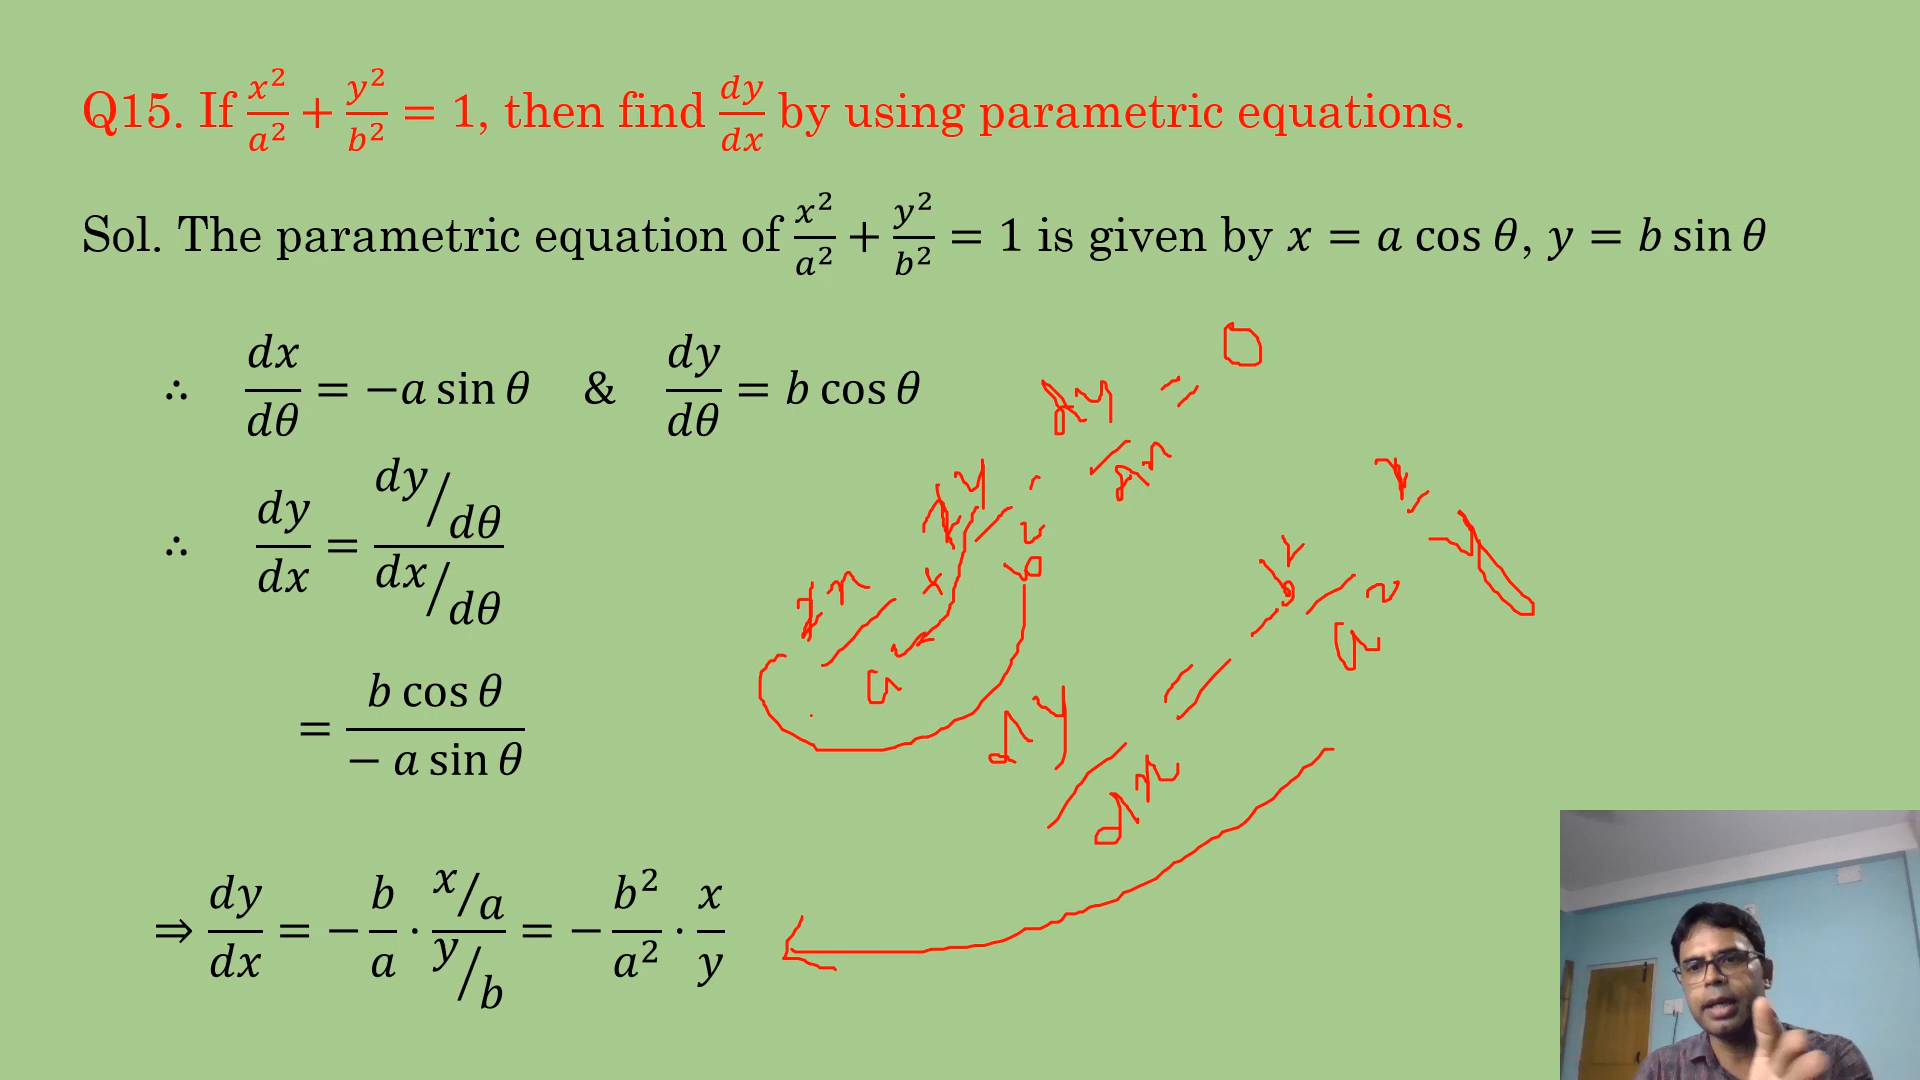 Q15. If x²/a² + y²/b² = 1, then find dy/dx by using parametric equations.
Sol. The parametric equation of x²/a² + y²/b² = 1 is given by x = a cos θ, y = b sin θ
∴ dx/dθ = −a sin θ & dy/dθ = b cos θ
∴ dy/dx = (dy/dθ)/(dx/dθ)
= b cos θ/(− a sin θ)
⇒ dy/dx = − b/a · (x/a)/(y/b) = − b²/a² · x/y